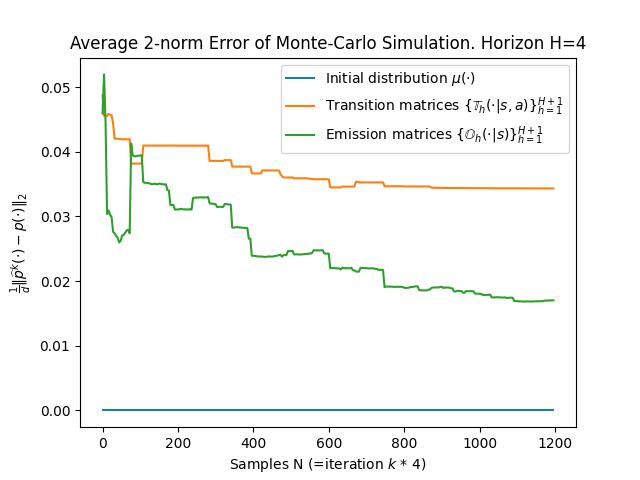 Average 2-norm Error of Monte-Carlo Simulation. Horizon H=4
Initial distribution μ(·)
Transition matrices {𝕋ₕ(·|s, a)}ₕ₌₁ᴴ⁺¹
Emission matrices {𝕆ₕ(·|s)}ₕ₌₁ᴴ⁺¹
0.05
0.04
0.03
0.02
0.01
0.00
1/d ‖p̂ᵏ(·) − p(·)‖₂
0 200 400 600 800 1000 1200
Samples N (=iteration k * 4)